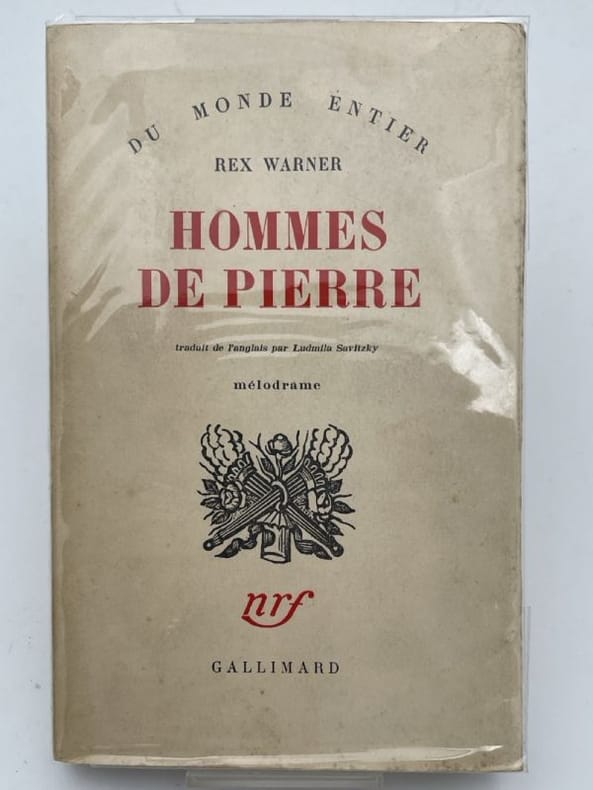 DU MONDE ENTIER
REX WARNER
HOMMES
DE PIERRE
traduit de l'anglais par Ludmila Savitzky
mélodrame
nrf
GALLIMARD